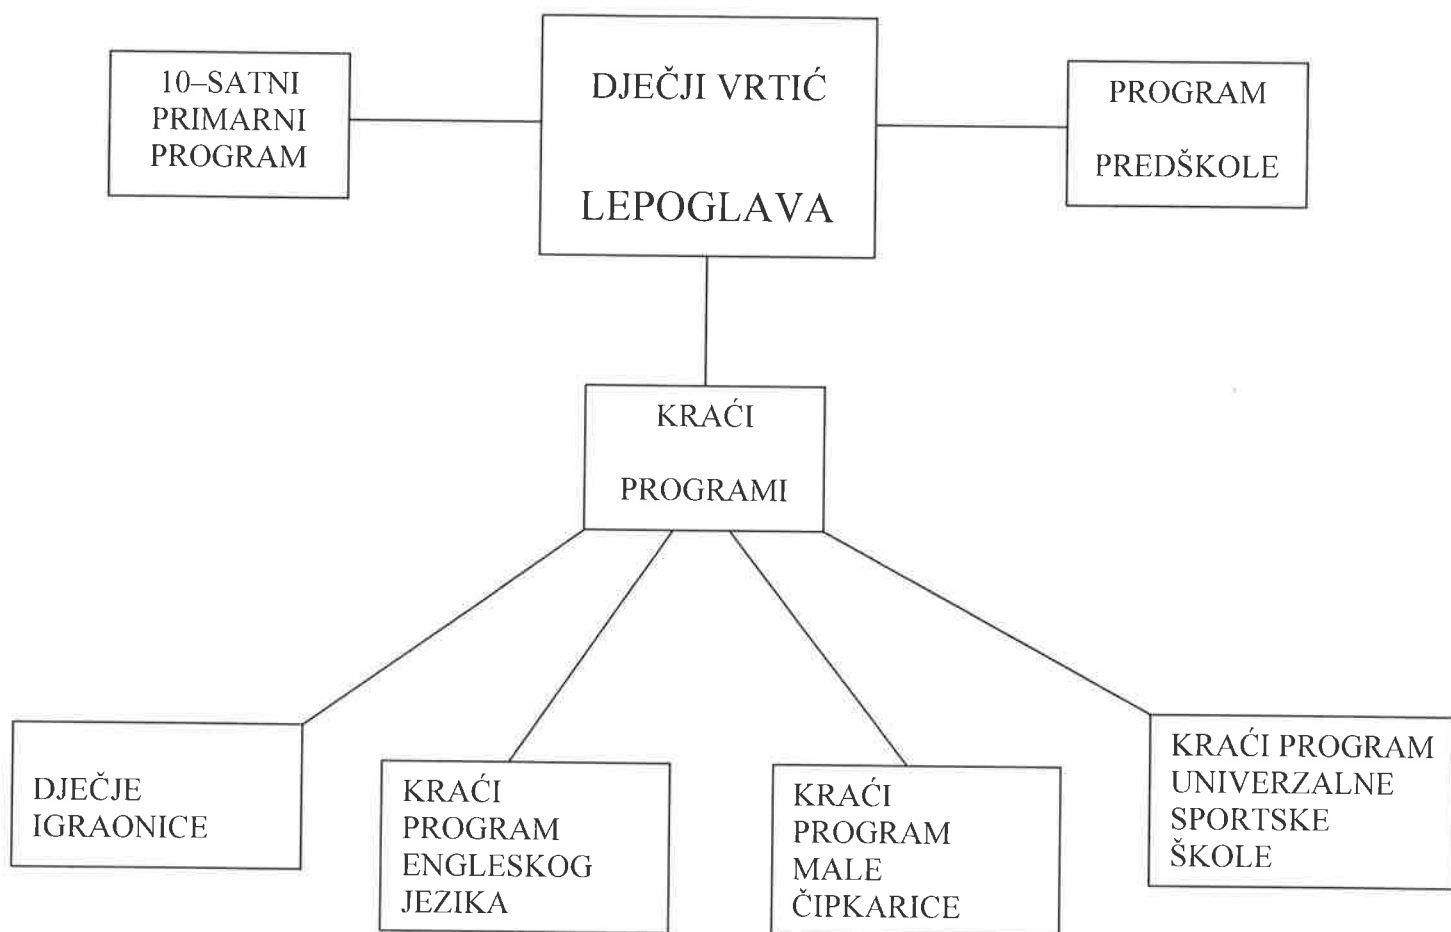 10–SATNI
PRIMARNI
PROGRAM
DJEČJI VRTIĆ
LEPOGLAVA
PROGRAM
PREDŠKOLE
KRAĆI
PROGRAMI
DJEČJE
IGRAONICE
KRAĆI
PROGRAM
ENGLESKOG
JEZIKA
KRAĆI
PROGRAM
MALE
ČIPKARICE
KRAĆI PROGRAM
UNIVERZALNE
SPORTSKE
ŠKOLE